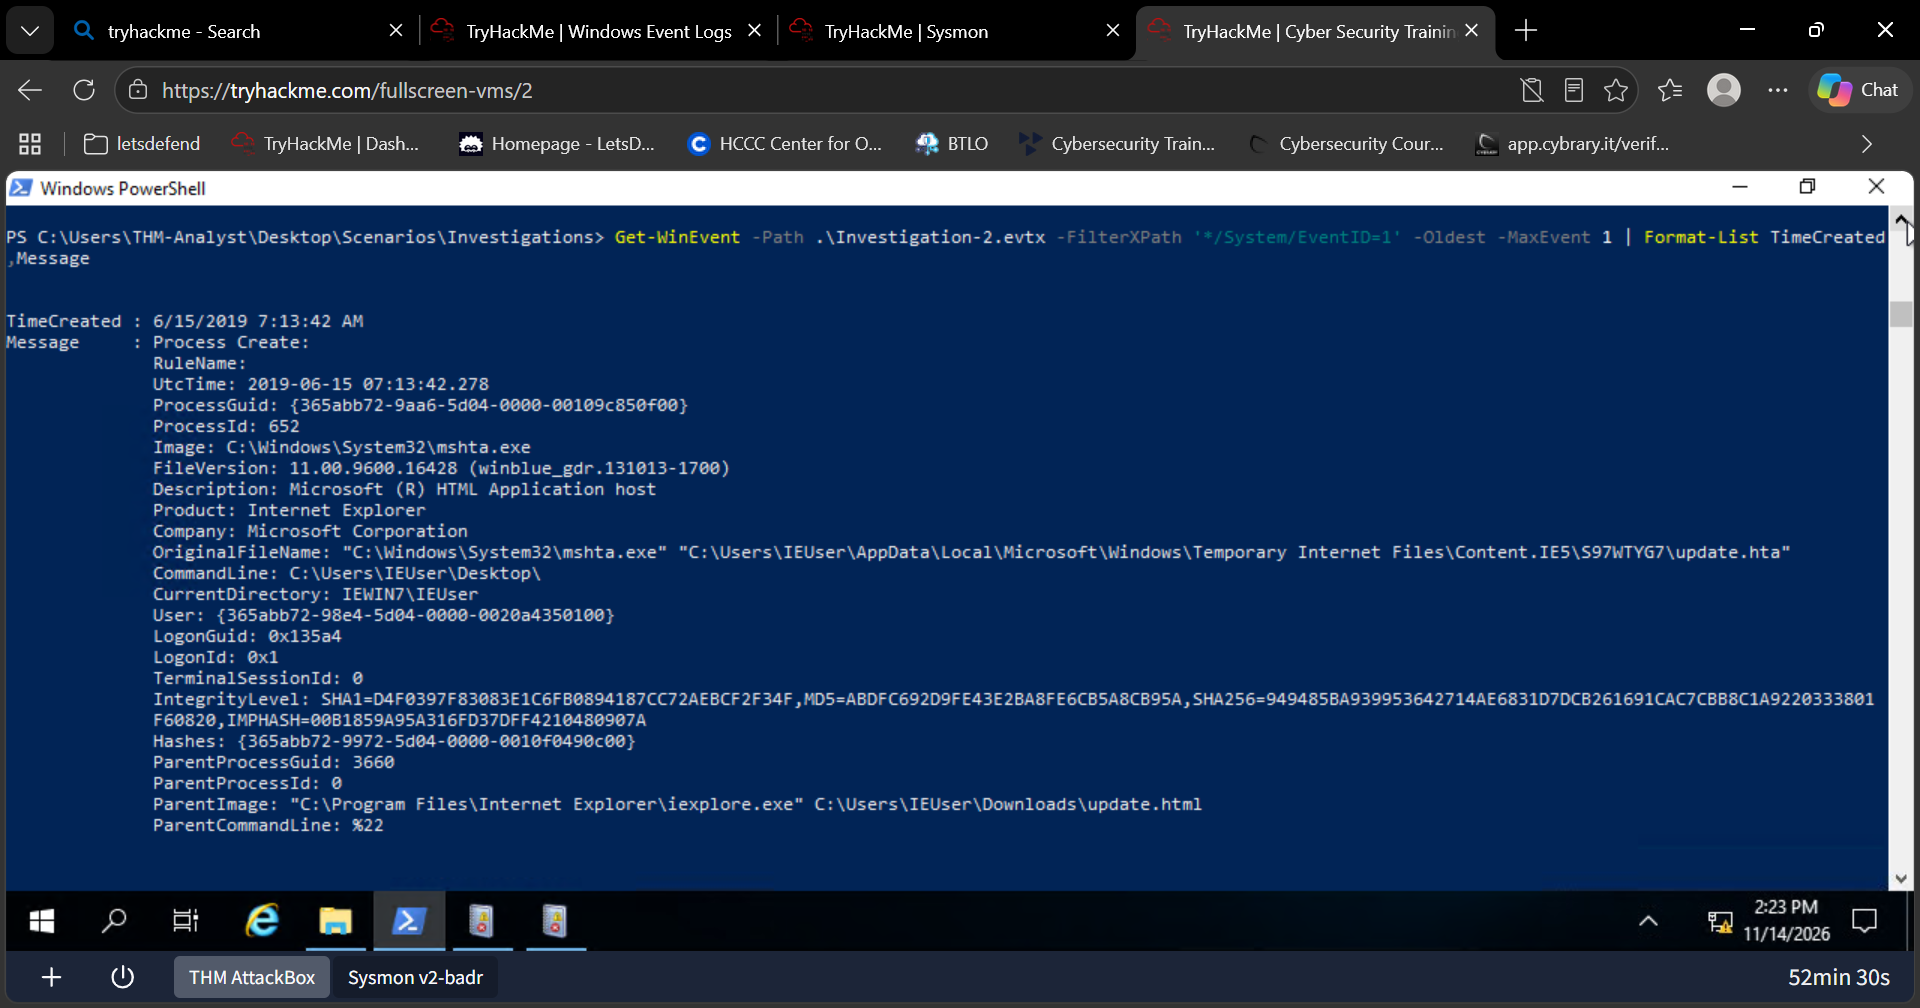 tryhackme - Search
TryHackMe | Windows Event Logs
TryHackMe | Sysmon
TryHackMe | Cyber Security Trainin
https://tryhackme.com/fullscreen-vms/2
Chat
letsdefend
TryHackMe | Dash...
Homepage - LetsD...
HCCC Center for O...
BTLO
Cybersecurity Train...
Cybersecurity Cour...
app.cybrary.it/verif...
Windows PowerShell
PS C:\Users\THM-Analyst\Desktop\Scenarios\Investigations> Get-WinEvent -Path .\Investigation-2.evtx -FilterXPath '*/System/EventID=1' -Oldest -MaxEvent 1 | Format-List TimeCreated
,Message
TimeCreated : 6/15/2019 7:13:42 AM
Message : Process Create:
RuleName:
UtcTime: 2019-06-15 07:13:42.278
ProcessGuid: {365abb72-9aa6-5d04-0000-00109c850f00}
ProcessId: 652
Image: C:\Windows\System32\mshta.exe
FileVersion: 11.00.9600.16428 (winblue_gdr.131013-1700)
Description: Microsoft (R) HTML Application host
Product: Internet Explorer
Company: Microsoft Corporation
OriginalFileName: "C:\Windows\System32\mshta.exe" "C:\Users\IEUser\AppData\Local\Microsoft\Windows\Temporary Internet Files\Content.IE5\S97WTYG7\update.hta"
CommandLine: C:\Users\IEUser\Desktop\
CurrentDirectory: IEWIN7\IEUser
User: {365abb72-98e4-5d04-0000-0020a4350100}
LogonGuid: 0x135a4
LogonId: 0x1
TerminalSessionId: 0
IntegrityLevel: SHA1=D4F0397F83083E1C6FB0894187CC72AEBCF2F34F,MD5=ABDFC692D9FE43E2BA8FE6CB5A8CB95A,SHA256=949485BA939953642714AE6831D7DCB261691CAC7CBB8C1A9220333801
F60820,IMPHASH=00B1859A95A316FD37DFF4210480907A
Hashes: {365abb72-9972-5d04-0000-0010f0490c00}
ParentProcessGuid: 3660
ParentProcessId: 0
ParentImage: "C:\Program Files\Internet Explorer\iexplore.exe" C:\Users\IEUser\Downloads\update.html
ParentCommandLine: %22
2:23 PM
11/14/2026
THM AttackBox
Sysmon v2-badr
52min 30s